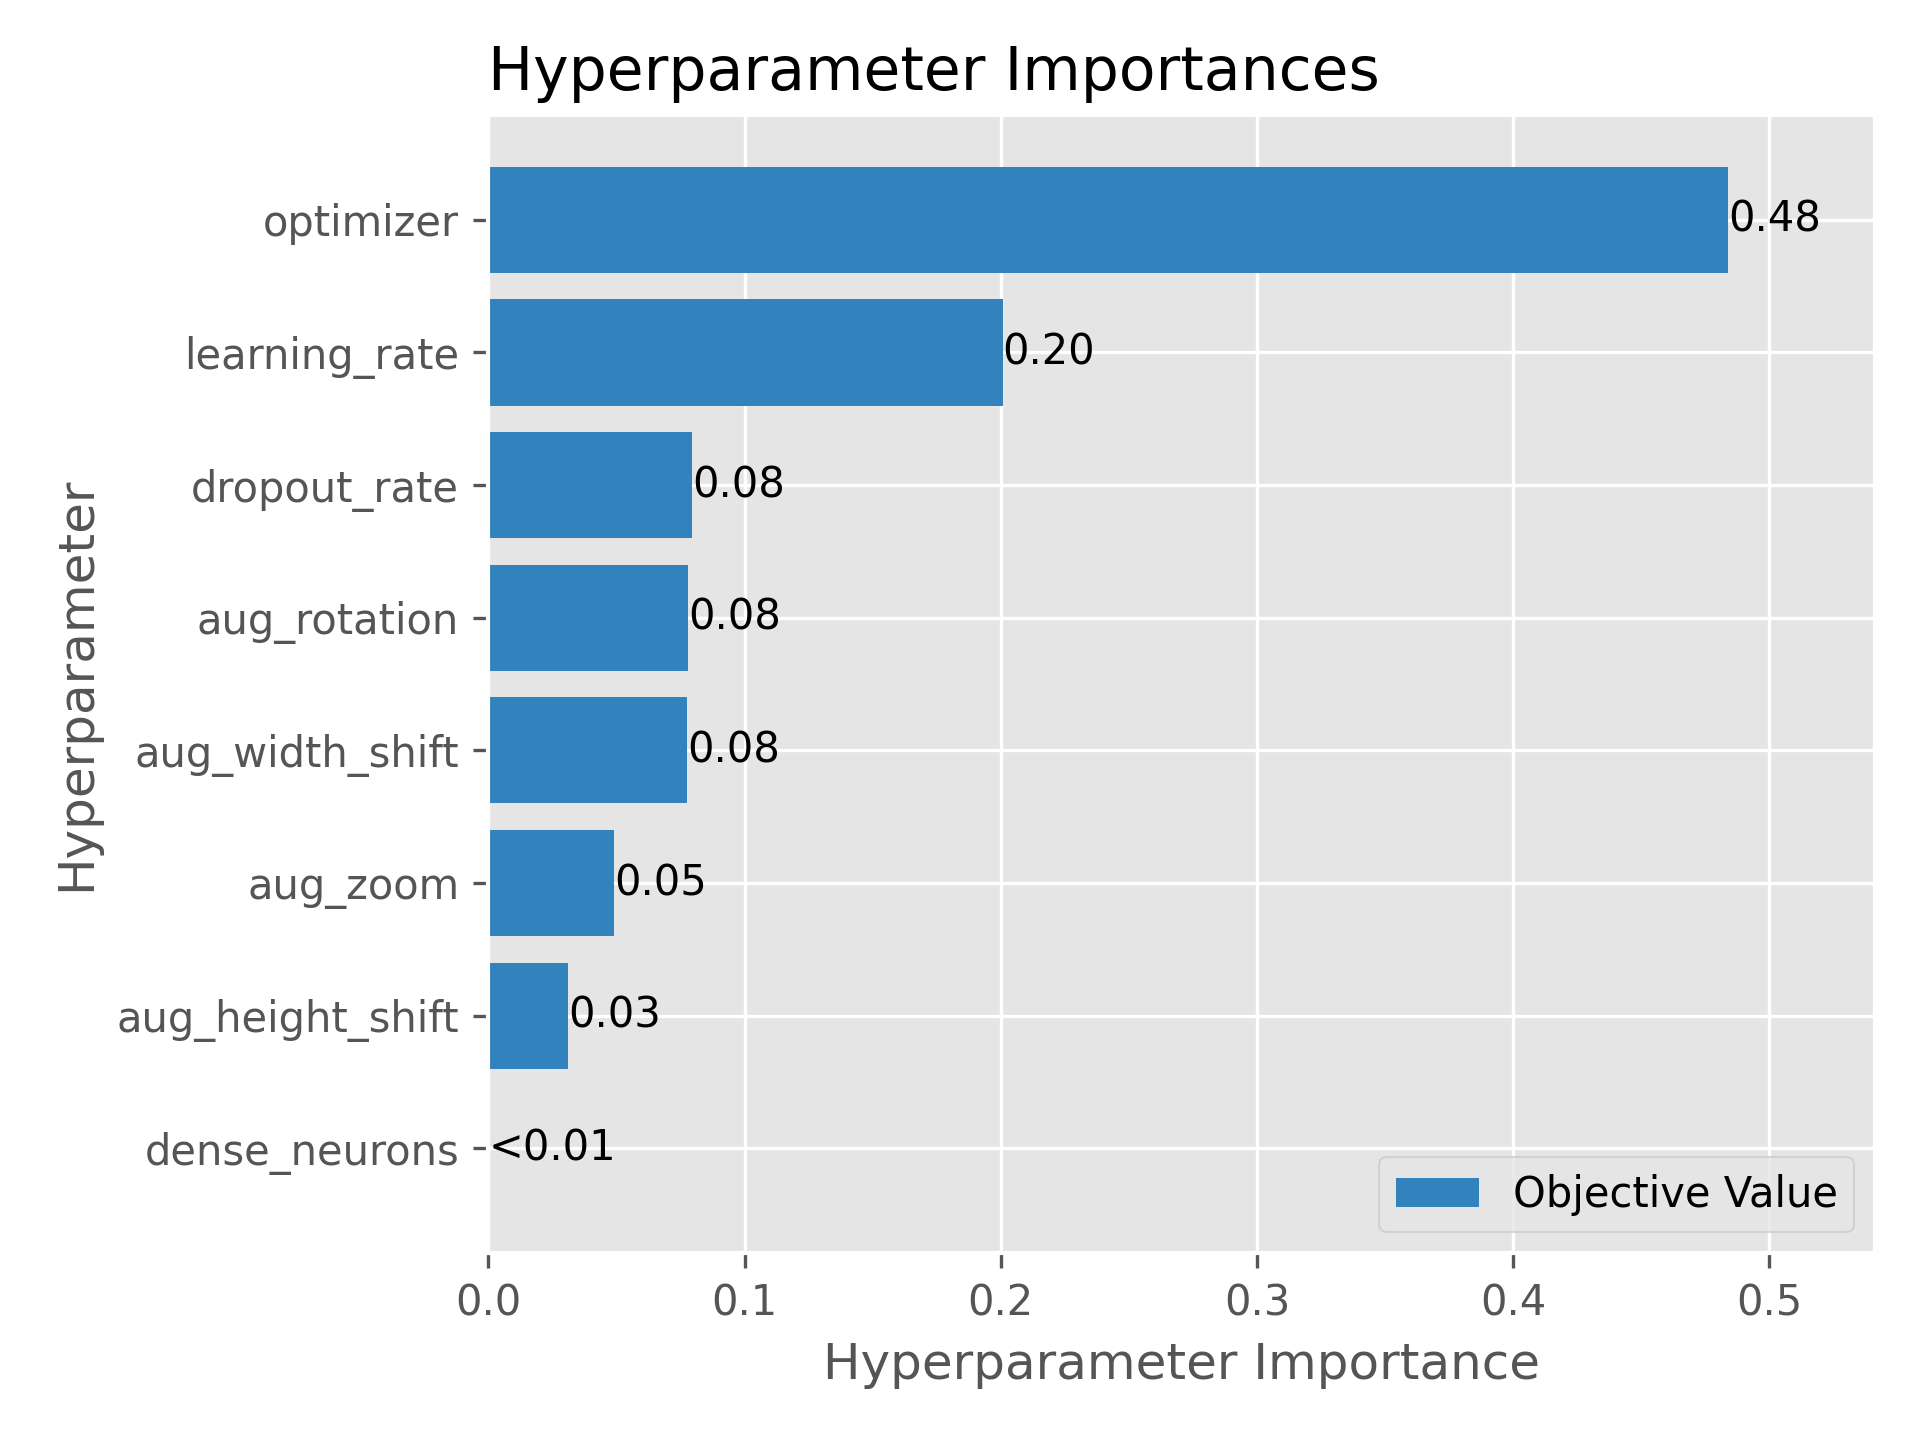 Hyperparameter Importances
optimizer
0.48
learning_rate
0.20
dropout_rate
0.08
aug_rotation
0.08
aug_width_shift
0.08
aug_zoom
0.05
aug_height_shift
0.03
dense_neurons
<0.01
Hyperparameter
Objective Value
0.0 0.1 0.2 0.3 0.4 0.5
Hyperparameter Importance